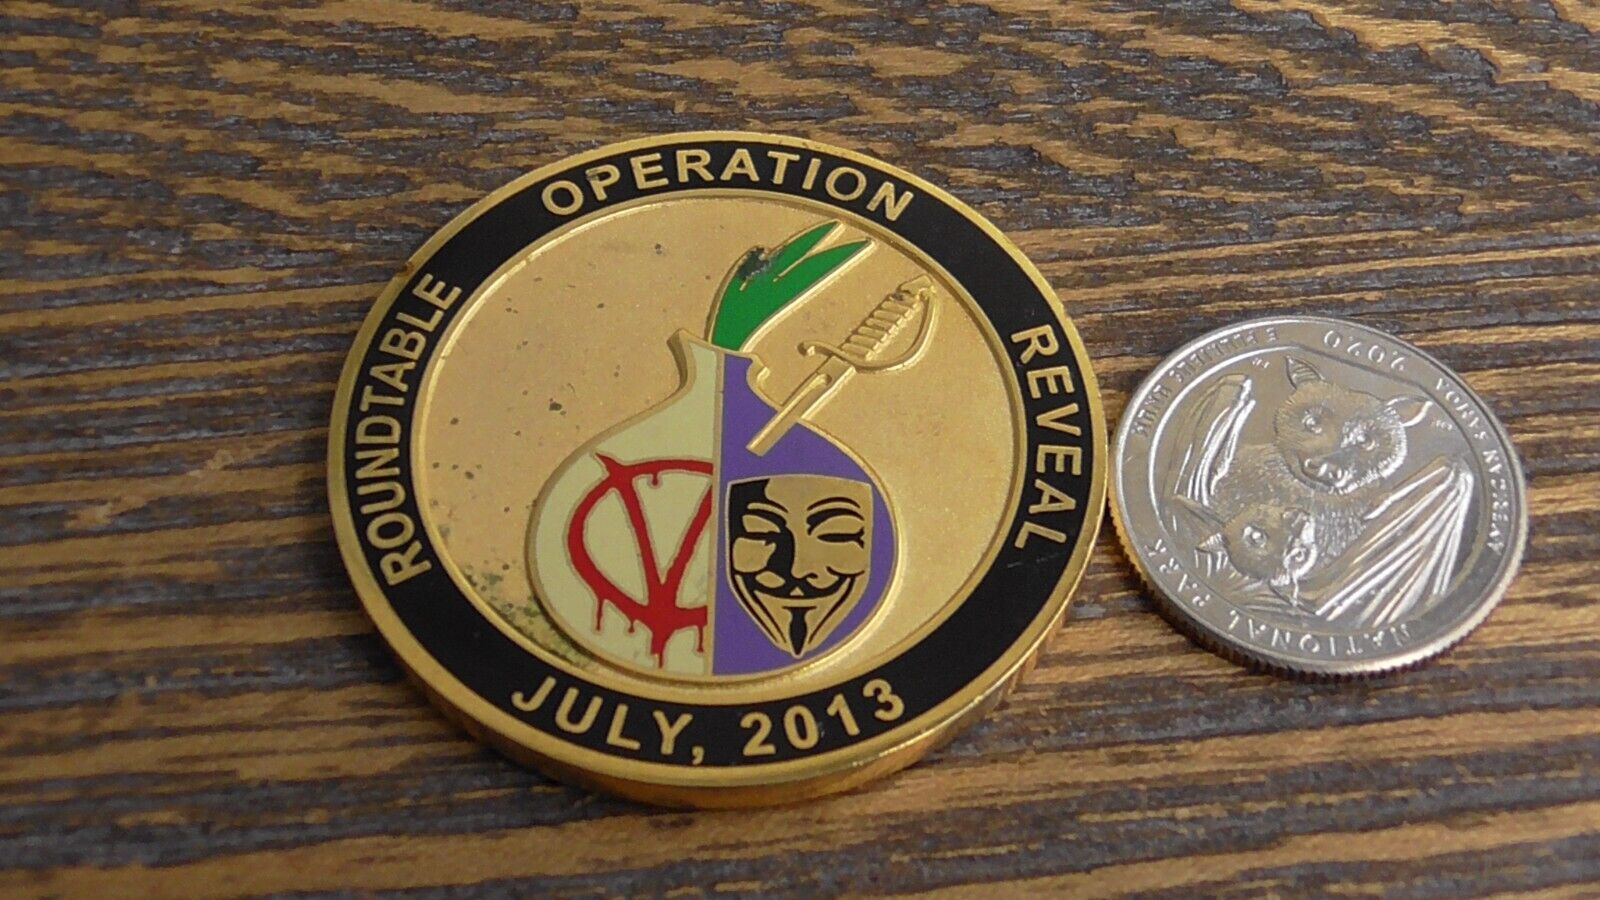 ROUNDTABLE OPERATION REVEAL
JULY, 2013
NATIONAL PARK
AMERICAN SAMOA
2020
E PLURIBUS UNUM